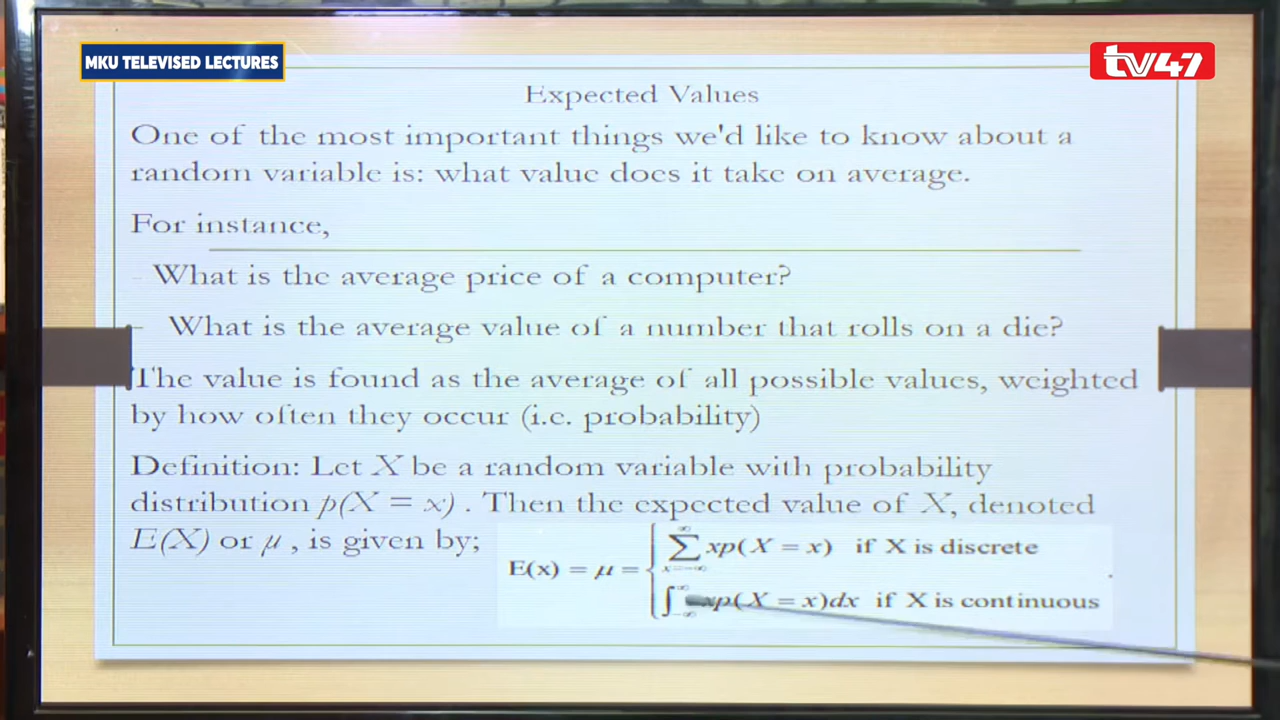 MKU TELEVISED LECTURES
tv47
Expected Values
One of the most important things we'd like to know about a
random variable is: what value does it take on average.
For instance,
– What is the average price of a computer?
– What is the average value of a number that rolls on a die?
The value is found as the average of all possible values, weighted
by how often they occur (i.e. probability)
Definition: Let X be a random variable with probability
distribution p(X = x) . Then the expected value of X, denoted
E(X) or μ , is given by;
E(x) = μ = { ∑_{x=-∞}^{∞} xp(X = x) if X is discrete
∫_{-∞}^{∞} xp(X = x)dx if X is continuous